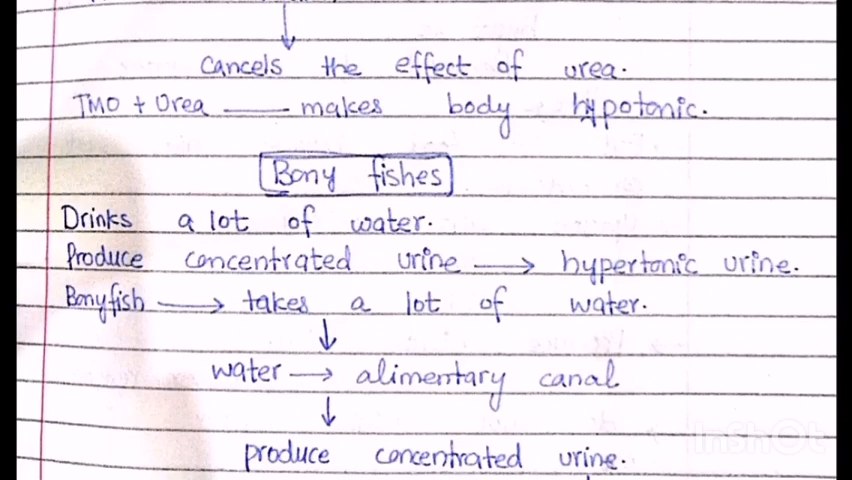 Cancels the effect of urea.
TMO + Urea —— makes body hypotonic.
Bony fishes
Drinks a lot of water.
Produce concentrated urine → hypertonic urine.
Bonyfish → takes a lot of water.
↓
water → alimentary canal
↓
produce concentrated urine.
InShOt